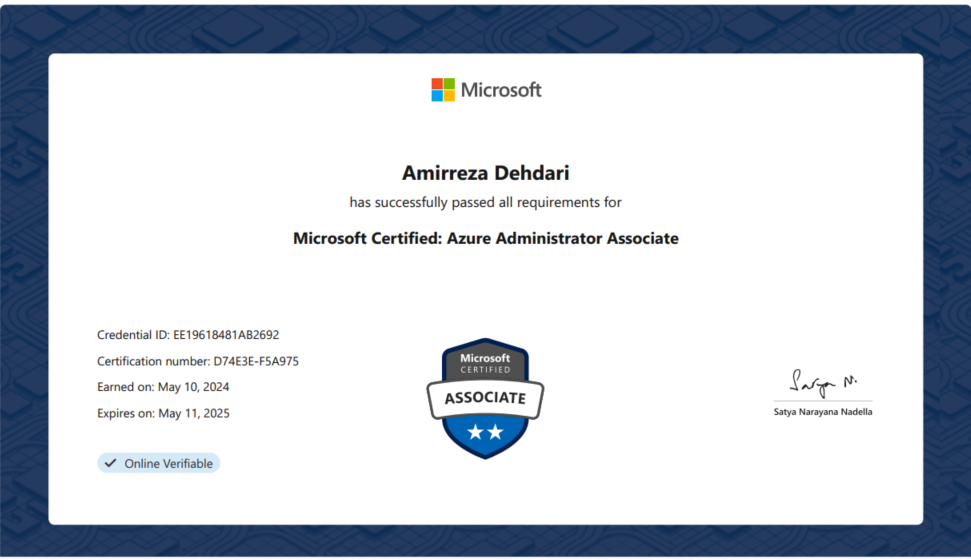 Microsoft
Amirreza Dehdari
has successfully passed all requirements for
Microsoft Certified: Azure Administrator Associate
Credential ID: EE19618481AB2692
Certification number: D74E3E-F5A975
Earned on: May 10, 2024
Expires on: May 11, 2025
Online Verifiable
Microsoft
CERTIFIED
ASSOCIATE
Satya N.
Satya Narayana Nadella